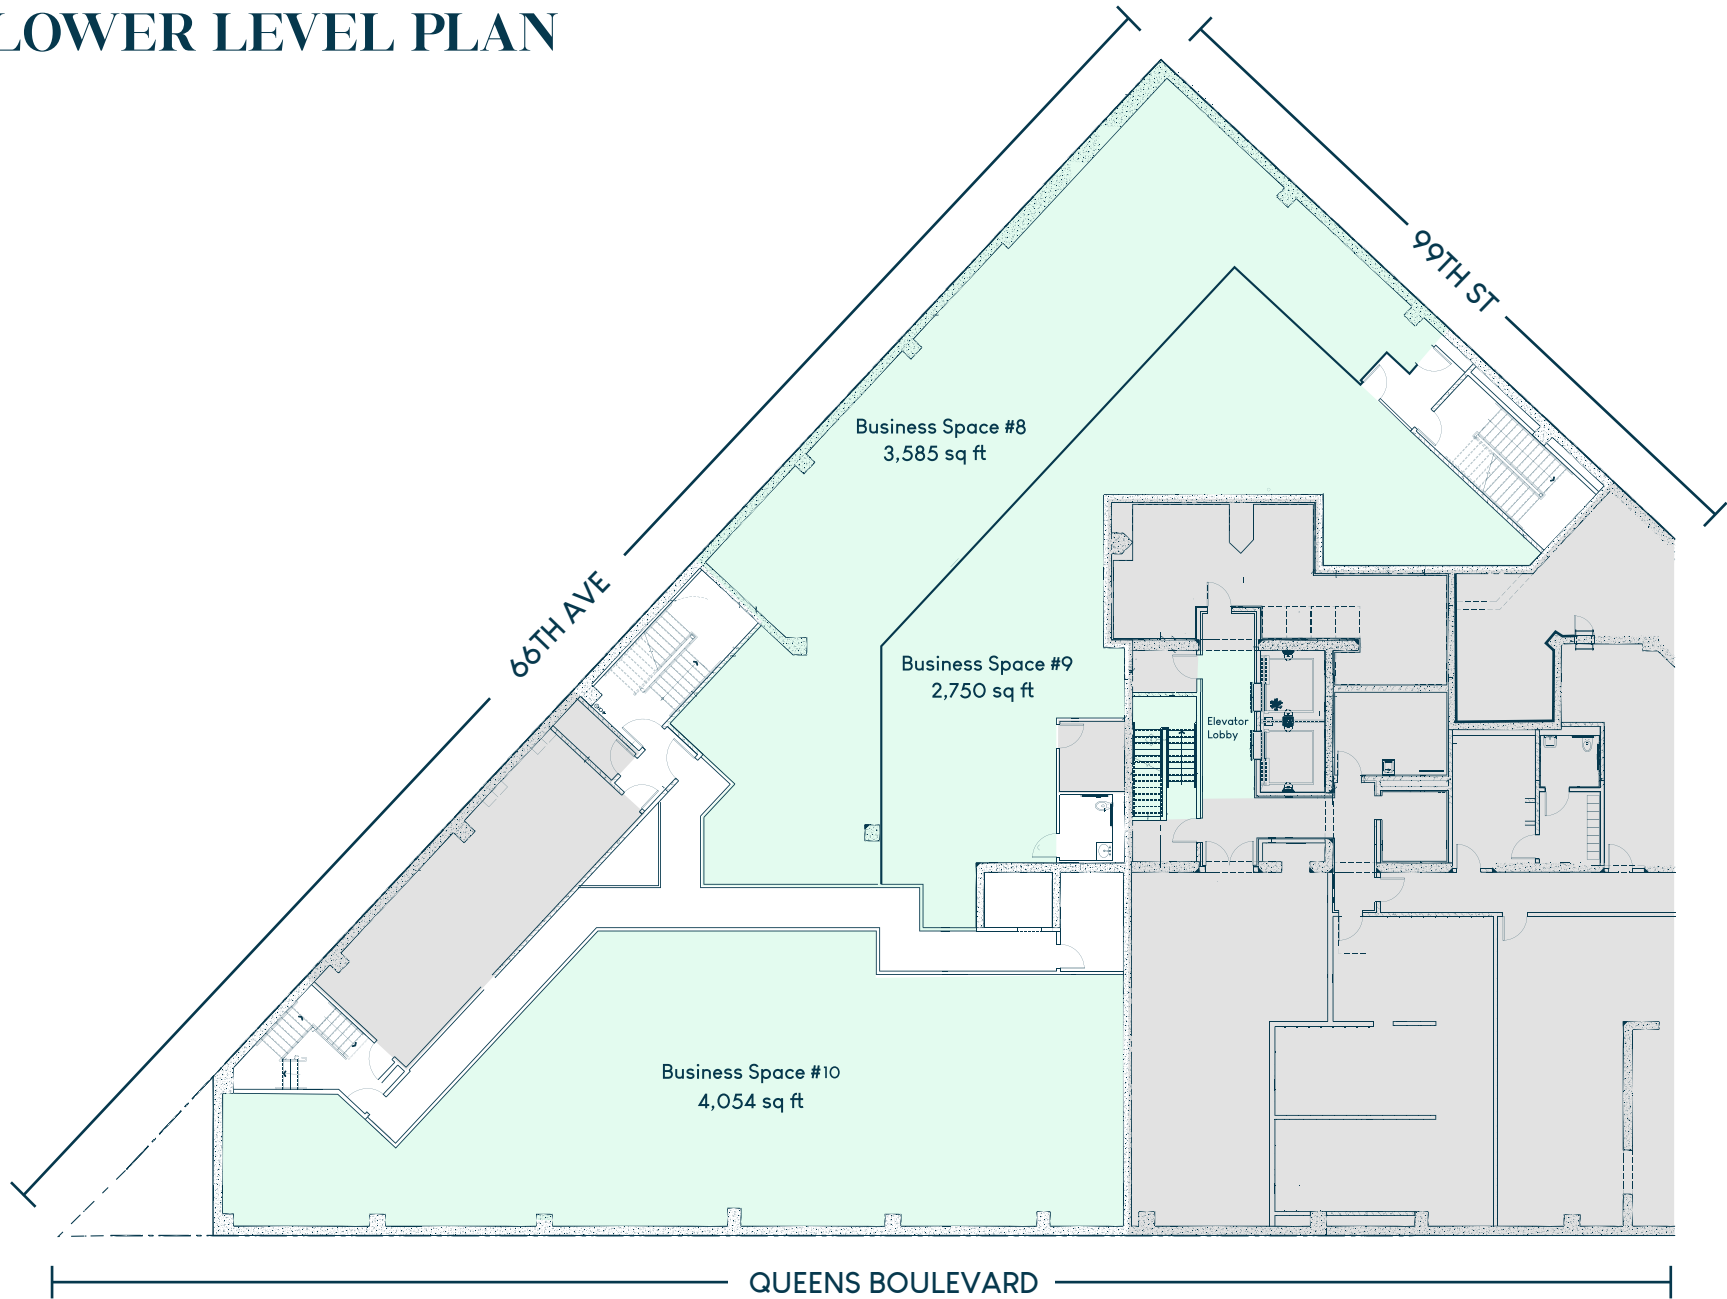 LOWER LEVEL PLAN
99TH ST
Business Space #8
3,585 sq ft
66TH AVE
Business Space #9
2,750 sq ft
Elevator
Lobby
Business Space #10
4,054 sq ft
QUEENS BOULEVARD